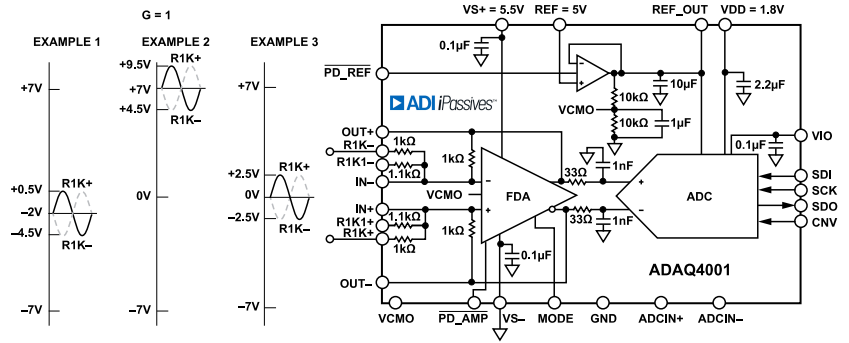 G = 1
EXAMPLE 1
EXAMPLE 2
EXAMPLE 3
+7V
+0.5V
R1K+
–2V
–4.5V
R1K–
–7V
+9.5V
R1K+
+7V
+4.5V
R1K–
0V
–7V
+7V
+2.5V
R1K+
0V
–2.5V
R1K–
–7V
VS+ = 5.5V
REF = 5V
REF_OUT
VDD = 1.8V
0.1µF
PD_REF
10µF
2.2µF
10kΩ
VCMO
10kΩ
1µF
ADI iPassives™
OUT+
R1K–
1kΩ
R1K1–
1.1kΩ
IN–
1kΩ
VCMO
IN+
1.1kΩ
R1K1+
R1K+
1kΩ
1kΩ
OUT–
–
+
FDA
33Ω
1nF
33Ω
1nF
0.1µF
+
–
ADC
0.1µF
VIO
SDI
SCK
SDO
CNV
ADAQ4001
VCMO
PD_AMP
VS–
MODE
GND
ADCIN+
ADCIN–